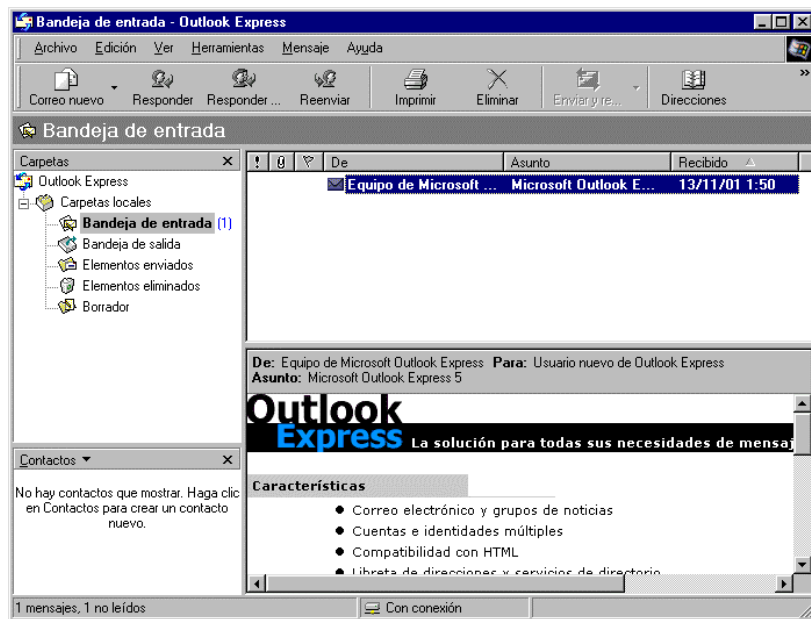 Bandeja de entrada - Outlook Express
Archivo Edición Ver Herramientas Mensaje Ayuda
Correo nuevo Responder Responder ... Reenviar Imprimir Eliminar Enviar y re... Direcciones »
Bandeja de entrada
Carpetas
Outlook Express
Carpetas locales
Bandeja de entrada (1)
Bandeja de salida
Elementos enviados
Elementos eliminados
Borrador
Contactos
No hay contactos que mostrar. Haga clic
en Contactos para crear un contacto
nuevo.
! De Asunto Recibido
Equipo de Microsoft ... Microsoft Outlook E... 13/11/01 1:50
De: Equipo de Microsoft Outlook Express Para: Usuario nuevo de Outlook Express
Asunto: Microsoft Outlook Express 5
Outlook
Express La solución para todas sus necesidades de mensaj
Características
Correo electrónico y grupos de noticias
Cuentas e identidades múltiples
Compatibilidad con HTML
Libreta de direcciones y servicios de directorio
1 mensajes, 1 no leídos Con conexión